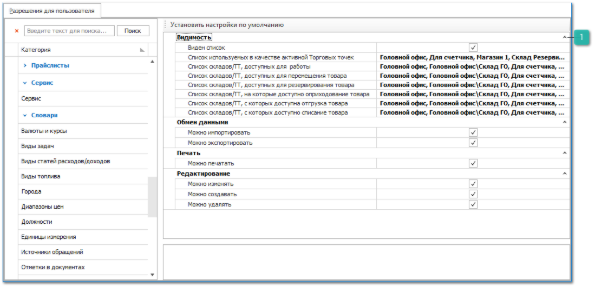 Разрешения для пользователя
× Введите текст для поиска... Поиск
Категория
Прайслисты
Сервис
Сервис
Словари
Валюты и курсы
Виды задач
Виды статей расходов/доходов
Виды топлива
Города
Диапазоны цен
Должности
Единицы измерения
Источники обращений
Отметки в документах
Установить настройки по умолчанию
Видимость
Виден список
Список используемых в качестве активной Торговых точек Головной офис, Для счетчика, Магазин 1, Склад Резерви...
Список складов/ТТ, доступных для работы Головной офис, Головной офис\Склад ГО, Для счетчика, ...
Список складов/ТТ, доступных для перемещения товара Головной офис, Головной офис\Склад ГО, Для счетчика, ...
Список складов/ТТ, доступных для резервирования товара Головной офис, Головной офис\Склад ГО, Для счетчика, ...
Список складов/ТТ, на которые доступно оприходование товара Головной офис, Головной офис\Склад ГО, Для счетчика, ...
Список складов/ТТ, с которых доступна отгрузка товара Головной офис, Головной офис\Склад ГО, Для счетчика, ...
Список складов/ТТ, с которых доступно списание товара Головной офис, Головной офис\Склад ГО, Для счетчика, ...
Обмен данными
Можно импортировать
Можно экспортировать
Печать
Можно печатать
Редактирование
Можно изменять
Можно создавать
Можно удалять
1